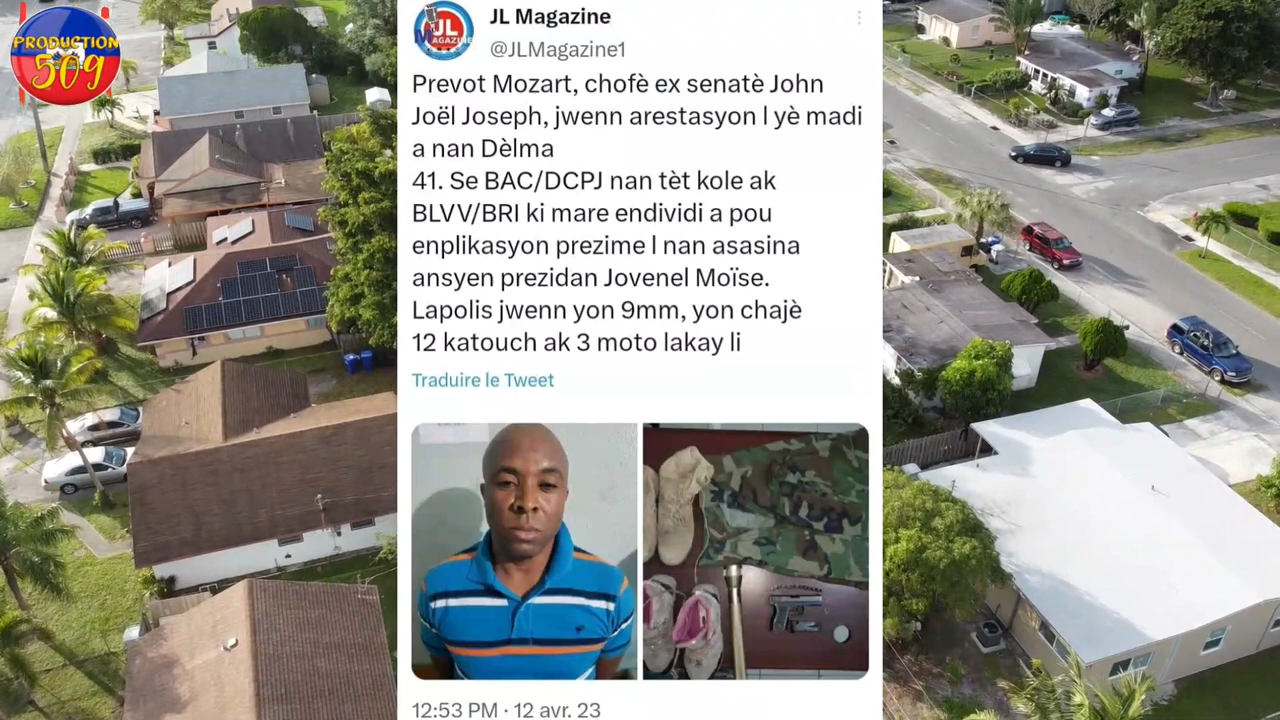 PRODUCTION
509
JL
MAGAZINE
JL Magazine
@JLMagazine1
Prevot Mozart, chofè ex senatè John
Joël Joseph, jwenn arestasyon l yè madi
a nan Dèlma
41. Se BAC/DCPJ nan tèt kole ak
BLVV/BRI ki mare endividi a pou
enplikasyon prezime l nan asasina
ansyen prezidan Jovenel Moïse.
Lapolis jwenn yon 9mm, yon chajè
12 katouch ak 3 moto lakay li
Traduire le Tweet
12:53 PM · 12 avr. 23